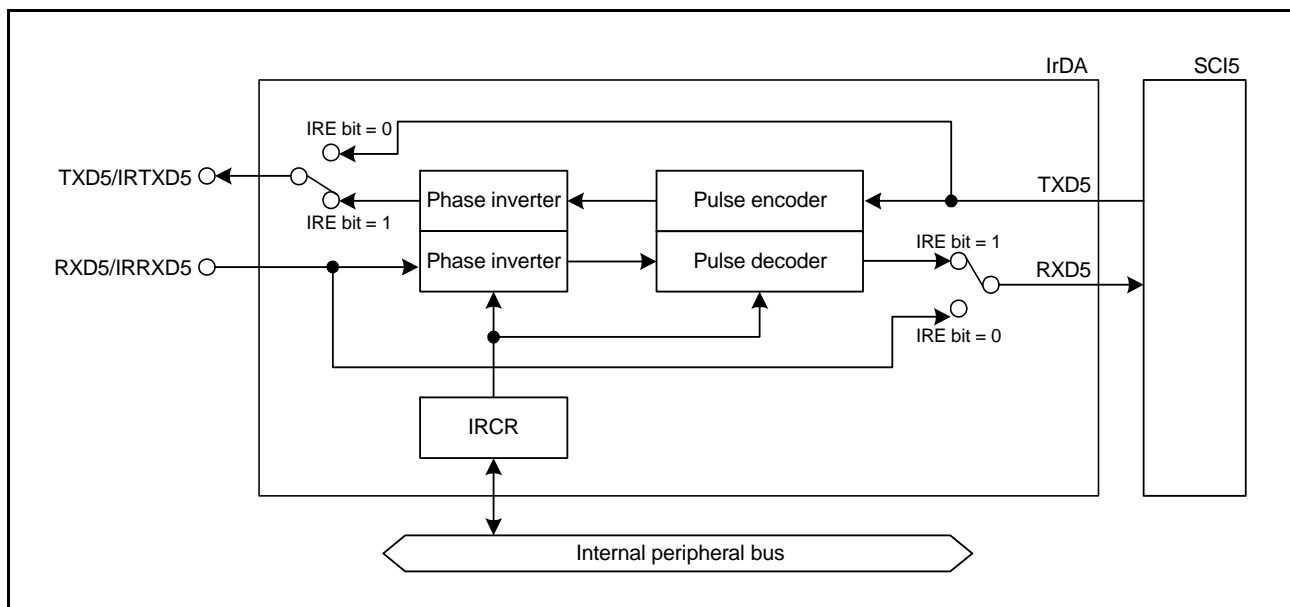 IrDA
SCI5
IRE bit = 0
TXD5/IRTXD5
Phase inverter
Pulse encoder
TXD5
IRE bit = 1
RXD5/IRRXD5
Phase inverter
Pulse decoder
IRE bit = 1
RXD5
IRE bit = 0
IRCR
Internal peripheral bus